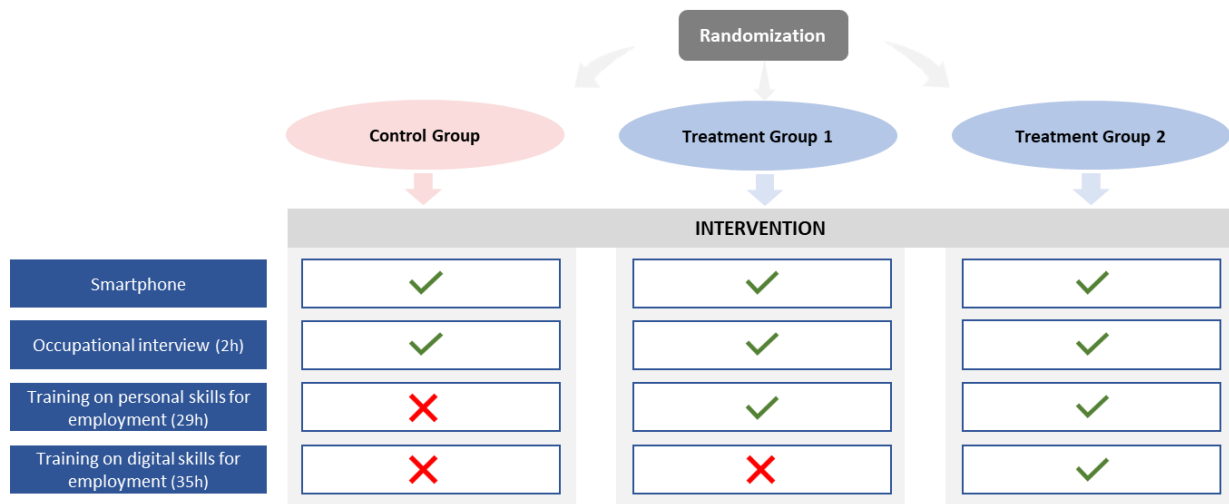 Randomization
Control Group
Treatment Group 1
Treatment Group 2
INTERVENTION
Smartphone
Occupational interview (2h)
Training on personal skills for
employment (29h)
Training on digital skills for
employment (35h)